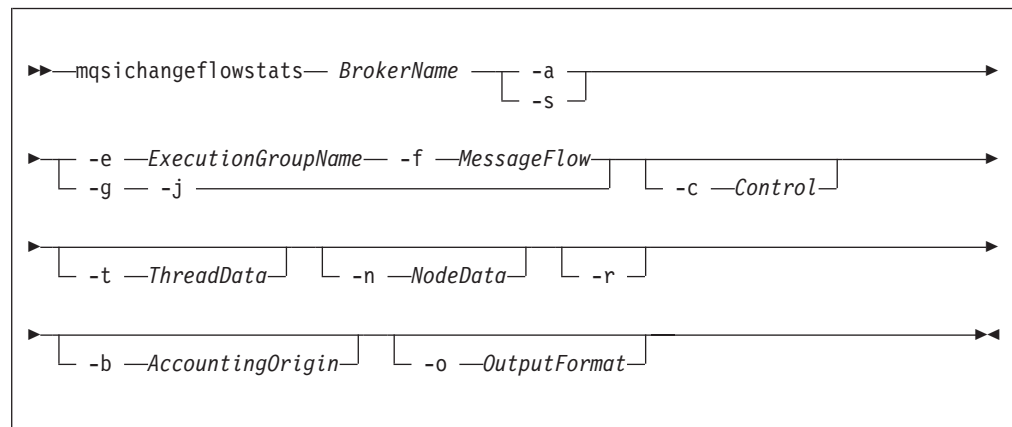 mqsichangeflowstats BrokerName -a
-s
-e ExecutionGroupName -f MessageFlow
-g -j
-c Control
-t ThreadData -n NodeData -r
-b AccountingOrigin -o OutputFormat